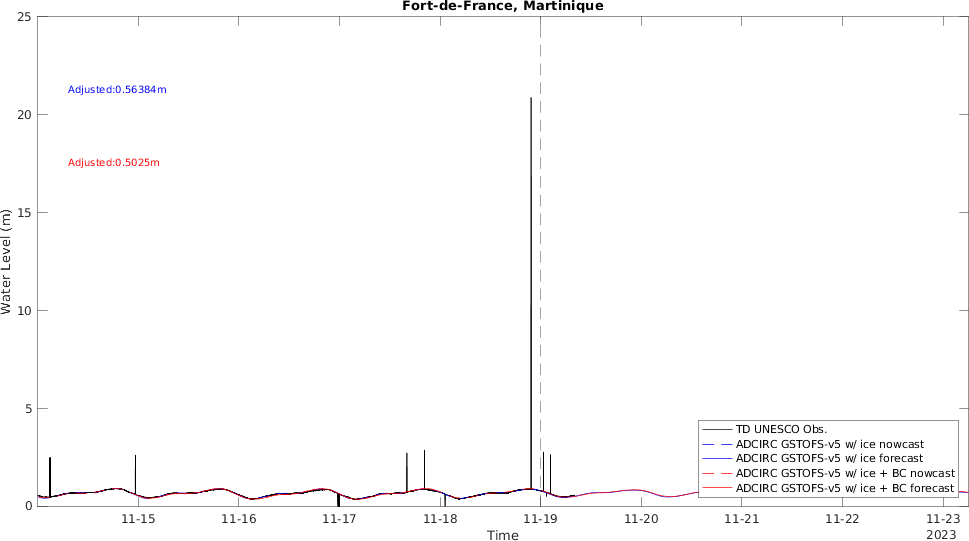 Fort-de-France, Martinique
25
20
15
10
5
0
Water Level (m)
Adjusted:0.56384m
Adjusted:0.5025m
TD UNESCO Obs.
ADCIRC GSTOFS-v5 w/ ice nowcast
ADCIRC GSTOFS-v5 w/ ice forecast
ADCIRC GSTOFS-v5 w/ ice + BC nowcast
ADCIRC GSTOFS-v5 w/ ice + BC forecast
11-15 11-16 11-17 11-18 11-19 11-20 11-21 11-22 11-23
Time
2023